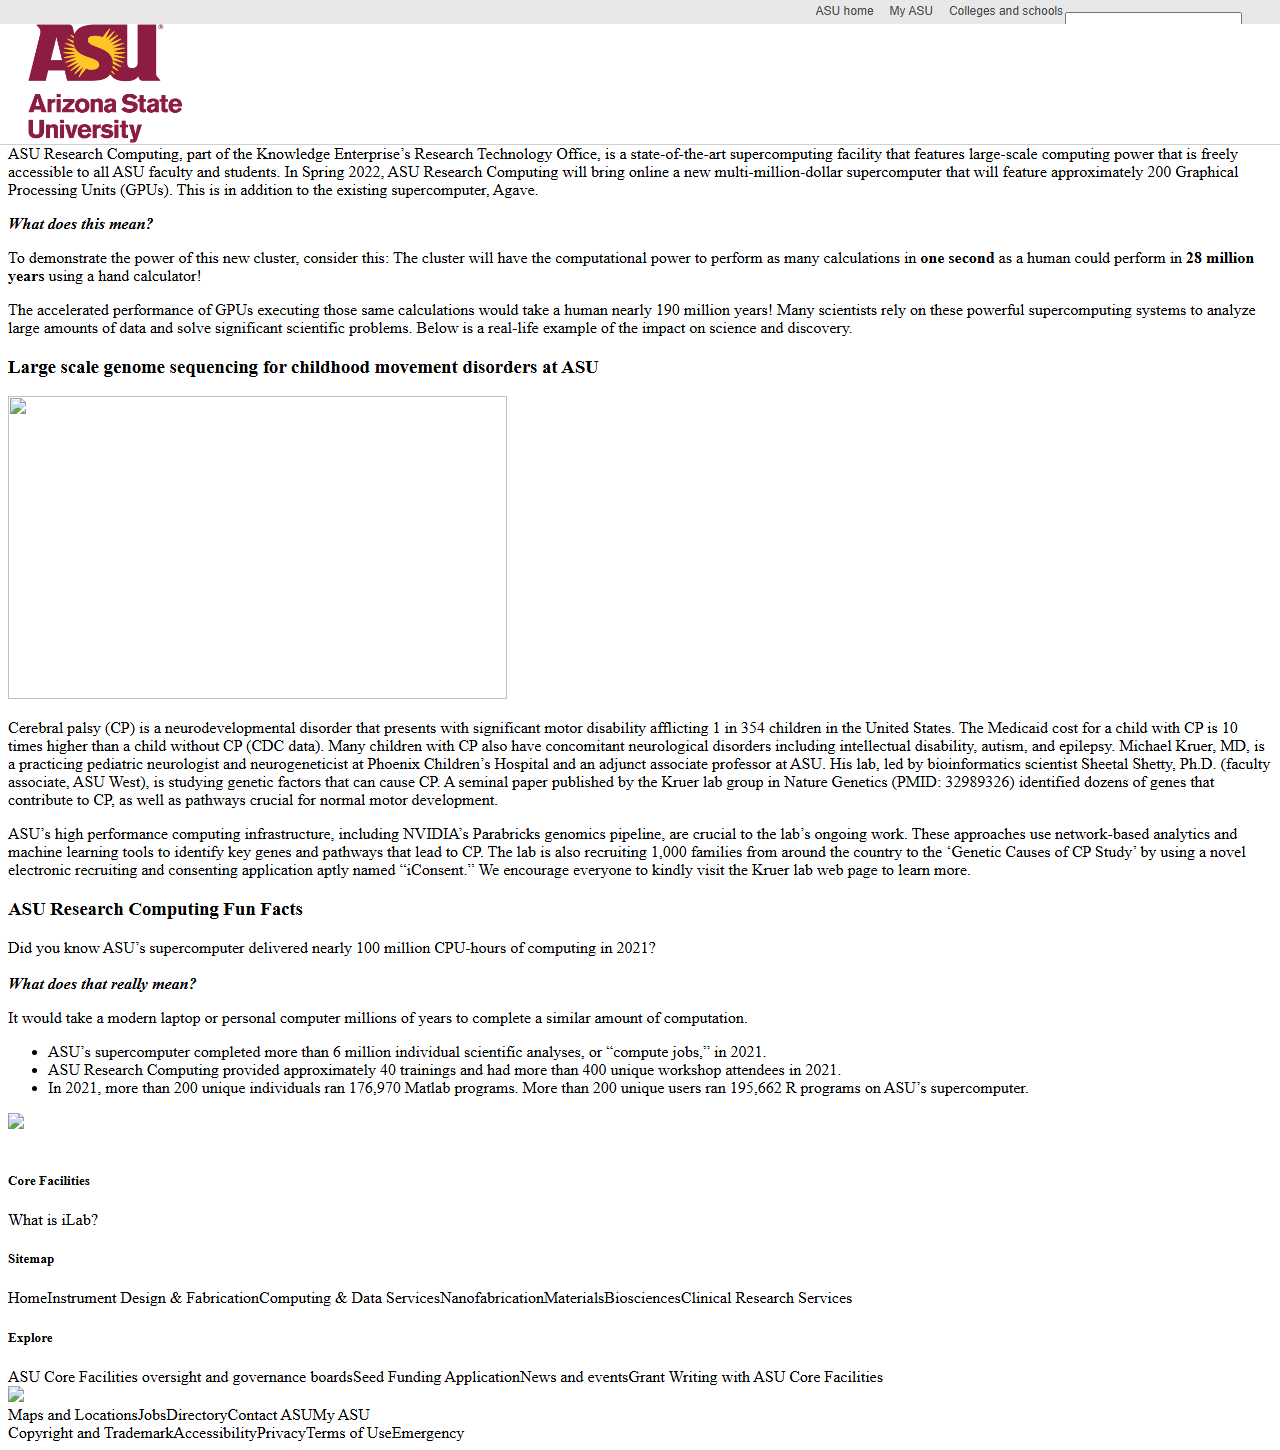 ASU home My ASU Colleges and schools
ASU®
Arizona State
University
ASU Research Computing, part of the Knowledge Enterprise’s Research Technology Office, is a state-of-the-art supercomputing facility that features large-scale computing power that is freely
accessible to all ASU faculty and students. In Spring 2022, ASU Research Computing will bring online a new multi-million-dollar supercomputer that will feature approximately 200 Graphical
Processing Units (GPUs). This is in addition to the existing supercomputer, Agave.
What does this mean?
To demonstrate the power of this new cluster, consider this: The cluster will have the computational power to perform as many calculations in one second as a human could perform in 28 million
years using a hand calculator!
The accelerated performance of GPUs executing those same calculations would take a human nearly 190 million years! Many scientists rely on these powerful supercomputing systems to analyze
large amounts of data and solve significant scientific problems. Below is a real-life example of the impact on science and discovery.
Large scale genome sequencing for childhood movement disorders at ASU
Cerebral palsy (CP) is a neurodevelopmental disorder that presents with significant motor disability afflicting 1 in 354 children in the United States. The Medicaid cost for a child with CP is 10
times higher than a child without CP (CDC data). Many children with CP also have concomitant neurological disorders including intellectual disability, autism, and epilepsy. Michael Kruer, MD, is
a practicing pediatric neurologist and neurogeneticist at Phoenix Children’s Hospital and an adjunct associate professor at ASU. His lab, led by bioinformatics scientist Sheetal Shetty, Ph.D. (faculty
associate, ASU West), is studying genetic factors that can cause CP. A seminal paper published by the Kruer lab group in Nature Genetics (PMID: 32989326) identified dozens of genes that
contribute to CP, as well as pathways crucial for normal motor development.
ASU’s high performance computing infrastructure, including NVIDIA’s Parabricks genomics pipeline, are crucial to the lab’s ongoing work. These approaches use network-based analytics and
machine learning tools to identify key genes and pathways that lead to CP. The lab is also recruiting 1,000 families from around the country to the ‘Genetic Causes of CP Study’ by using a novel
electronic recruiting and consenting application aptly named “iConsent.” We encourage everyone to kindly visit the Kruer lab web page to learn more.
ASU Research Computing Fun Facts
Did you know ASU’s supercomputer delivered nearly 100 million CPU-hours of computing in 2021?
What does that really mean?
It would take a modern laptop or personal computer millions of years to complete a similar amount of computation.
• ASU’s supercomputer completed more than 6 million individual scientific analyses, or “compute jobs,” in 2021.
• ASU Research Computing provided approximately 40 trainings and had more than 400 unique workshop attendees in 2021.
• In 2021, more than 200 unique individuals ran 176,970 Matlab programs. More than 200 unique users ran 195,662 R programs on ASU’s supercomputer.
Core Facilities
What is iLab?
Sitemap
HomeInstrument Design & FabricationComputing & Data ServicesNanofabricationMaterialsBiosciencesClinical Research Services
Explore
ASU Core Facilities oversight and governance boardsSeed Funding ApplicationNews and eventsGrant Writing with ASU Core Facilities
Maps and LocationsJobsDirectoryContact ASUMy ASU
Copyright and TrademarkAccessibilityPrivacyTerms of UseEmergency